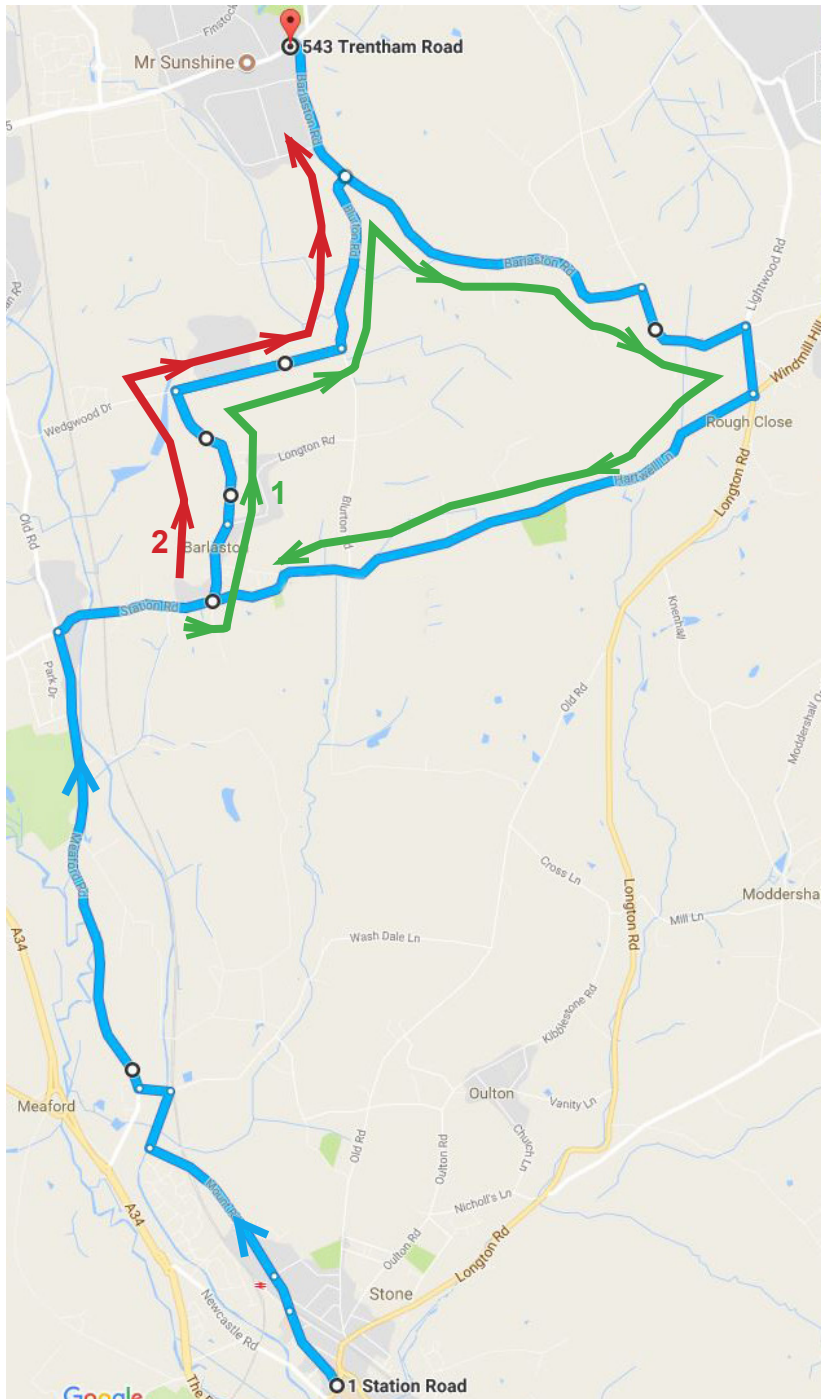 Finstock
543 Trentham Road
Mr Sunshine
Barlaston Rd
5
Blurton Rd
Barlaston Rd
Lightwood Rd
Windmill Hill
Wedgwood Dr
Rough Close
Longton Rd
Hartwell Ln
Longton Rd
1
Old Rd
Blurton Rd
2
Barlaston
Station Rd
Knenhall
Park Dr
Old Rd
Moddershall O
Meaford Rd
Cross Ln
Longton Rd
Moddersha
Mill Ln
A34
Wash Dale Ln
Kibblestone Rd
Meaford
Oulton
Vanity Ln
Old Rd
Oulton Rd
Church Ln
Nicholl's Ln
Mount R
A34
Oulton Rd
Longton Rd
Stone
Newcastle Rd
1 Station Road
Google